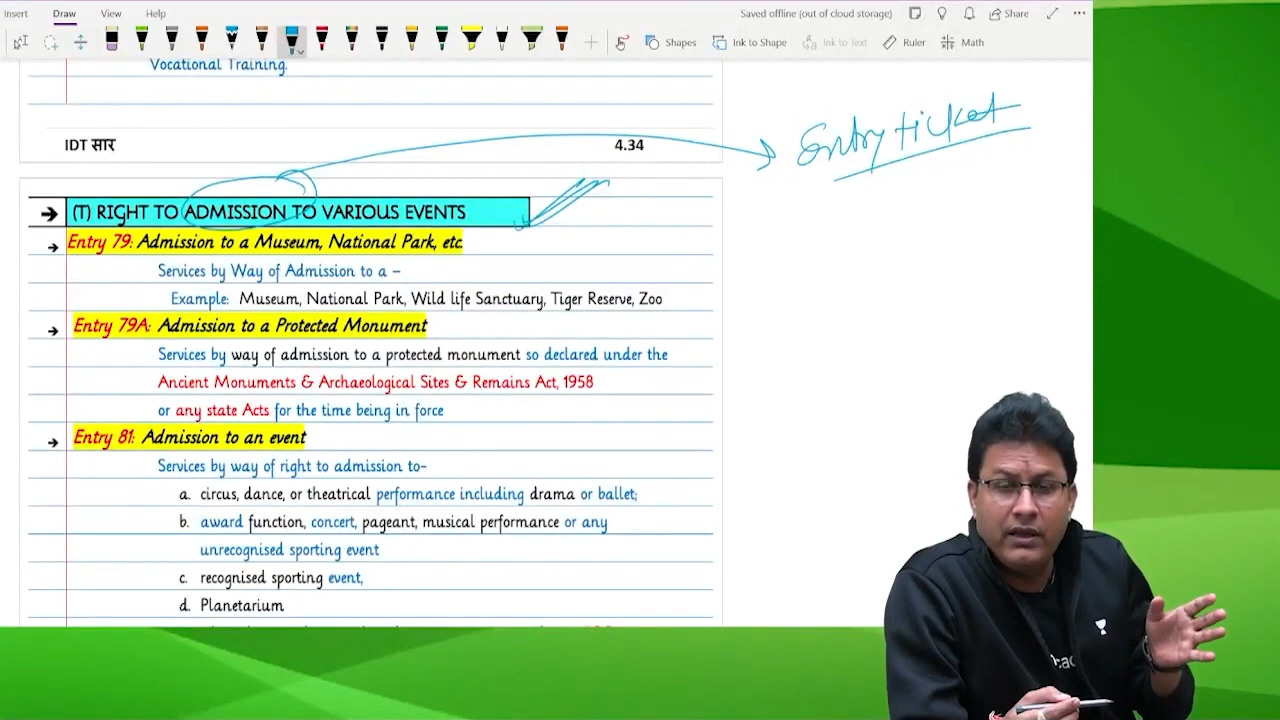 Insert Draw View Help Saved offline (out of cloud storage) Share
Shapes Ink to Shape Ink to Text Ruler Math
Vocational Training.
IDT सार 4.34
Entry ticket
(T) RIGHT TO ADMISSION TO VARIOUS EVENTS
Entry 79: Admission to a Museum, National Park, etc.
Services by Way of Admission to a –
Example: Museum, National Park, Wild life Sanctuary, Tiger Reserve, Zoo
Entry 79A: Admission to a Protected Monument
Services by way of admission to a protected monument so declared under the
Ancient Monuments & Archaeological Sites & Remains Act, 1958
or any state Acts for the time being in force
Entry 81: Admission to an event
Services by way of right to admission to-
a. circus, dance, or theatrical performance including drama or ballet;
b. award function, concert, pageant, musical performance or any
unrecognised sporting event
c. recognised sporting event,
d. Planetarium